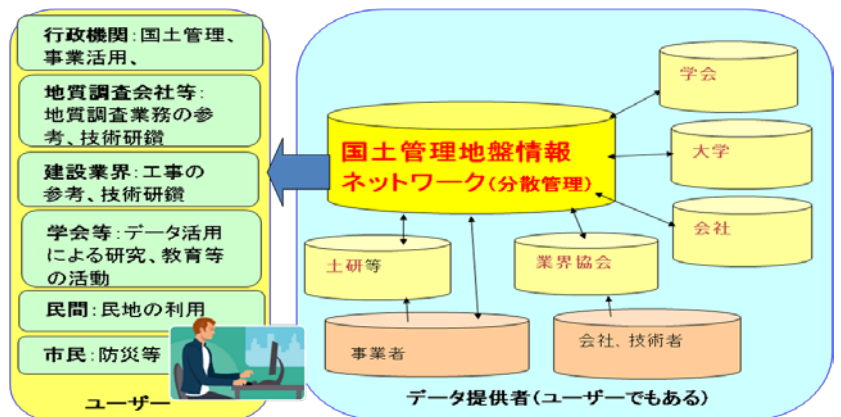 行政機関：国土管理、
事業活用、
地質調査会社等：
地質調査業務の参
考、技術研鑽
建設業界：工事の
参考、技術研鑽
学会等：データ活用
による研究、教育等
の活動
民間：民地の利用
市民：防災等
ユーザー
国土管理地盤情報
ネットワーク（分散管理）
学会
大学
会社
土研等
業界協会
事業者
会社、技術者
データ提供者（ユーザーでもある）